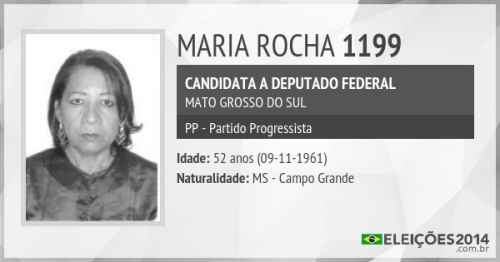 MARIA ROCHA 1199
CANDIDATA A DEPUTADO FEDERAL
MATO GROSSO DO SUL
PP - Partido Progressista
Idade: 52 anos (09-11-1961)
Naturalidade: MS - Campo Grande
ELEIÇÕES2014
.com.br